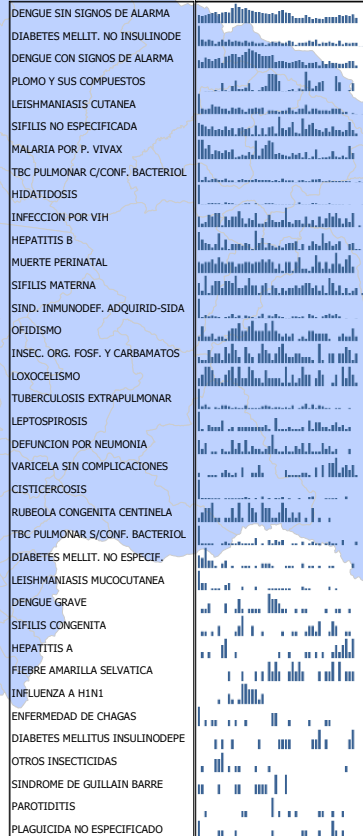 DENGUE SIN SIGNOS DE ALARMA
DIABETES MELLIT. NO INSULINODE
DENGUE CON SIGNOS DE ALARMA
PLOMO Y SUS COMPUESTOS
LEISHMANIASIS CUTANEA
SIFILIS NO ESPECIFICADA
MALARIA POR P. VIVAX
TBC PULMONAR C/CONF. BACTERIOL
HIDATIDOSIS
INFECCION POR VIH
HEPATITIS B
MUERTE PERINATAL
SIFILIS MATERNA
SIND. INMUNODEF. ADQUIRID-SIDA
OFIDISMO
INSEC. ORG. FOSF. Y CARBAMATOS
LOXOCELISMO
TUBERCULOSIS EXTRAPULMONAR
LEPTOSPIROSIS
DEFUNCION POR NEUMONIA
VARICELA SIN COMPLICACIONES
CISTICERCOSIS
RUBEOLA CONGENITA CENTINELA
TBC PULMONAR S/CONF. BACTERIOL
DIABETES MELLIT. NO ESPECIF.
LEISHMANIASIS MUCOCUTANEA
DENGUE GRAVE
SIFILIS CONGENITA
HEPATITIS A
FIEBRE AMARILLA SELVATICA
INFLUENZA A H1N1
ENFERMEDAD DE CHAGAS
DIABETES MELLITUS INSULINODEPE
OTROS INSECTICIDAS
SINDROME DE GUILLAIN BARRE
PAROTIDITIS
PLAGUICIDA NO ESPECIFICADO